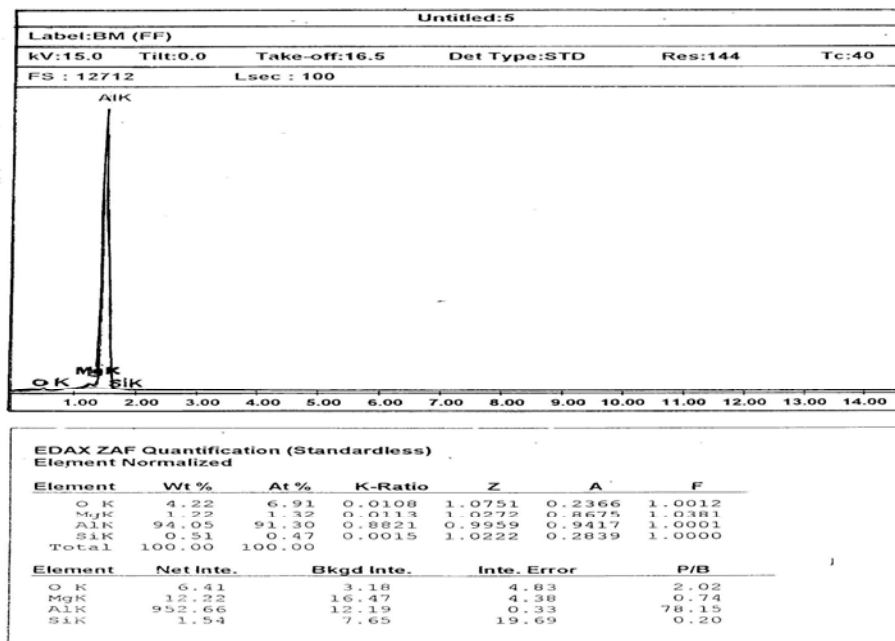 Untitled:5
Label:BM (FF)
kV:15.0 Tilt:0.0 Take-off:16.5 Det Type:STD Res:144 Tc:40
FS : 12712 Lsec : 100
AlK
MgK
O K SiK
1.00 2.00 3.00 4.00 5.00 6.00 7.00 8.00 9.00 10.00 11.00 12.00 13.00 14.00
EDAX ZAF Quantification (Standardless)
Element Normalized
Element Wt % At % K-Ratio Z A F
O K 4.22 6.91 0.0108 1.0751 0.2366 1.0012
MgK 1.22 1.32 0.0113 1.0272 0.8675 1.0381
AlK 94.05 91.30 0.8821 0.9959 0.9417 1.0001
SiK 0.51 0.47 0.0015 1.0222 0.2839 1.0000
Total 100.00 100.00
Element Net Inte. Bkgd Inte. Inte. Error P/B
O K 6.41 3.18 4.83 2.02
MgK 12.22 16.47 4.38 0.74
AlK 952.66 12.19 0.33 78.15
SiK 1.54 7.65 19.69 0.20